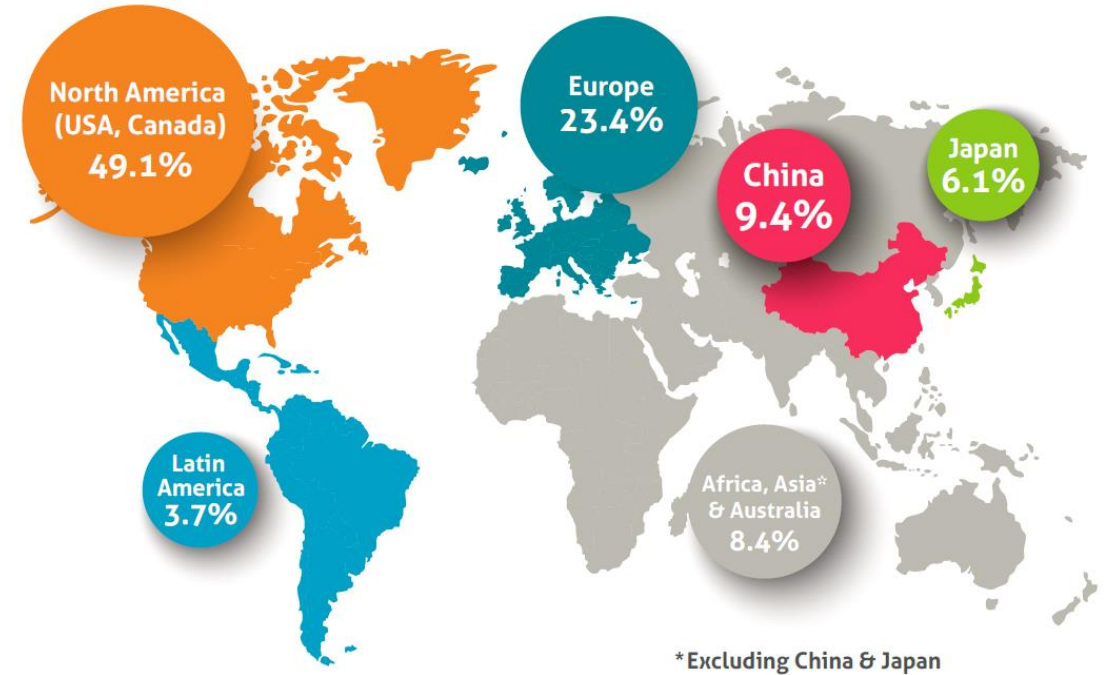 North America
(USA, Canada)
49.1%
Europe
23.4%
China
9.4%
Japan
6.1%
Latin
America
3.7%
Africa, Asia*
& Australia
8.4%
*Excluding China & Japan